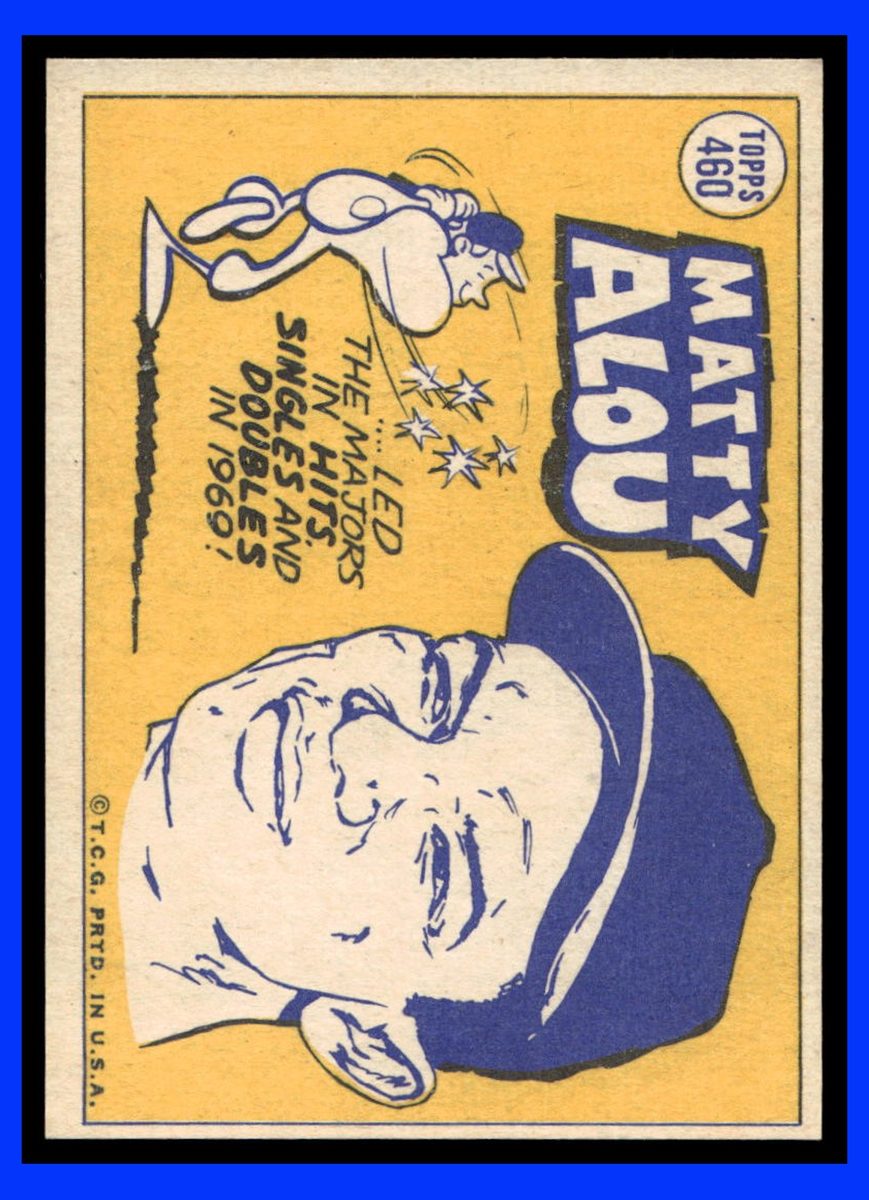 TOPPS
460
MATTY
ALOU
.... LED
THE MAJORS
IN HITS,
SINGLES AND
DOUBLES
IN 1969!
©T.C.G. PRTD. IN U.S.A.